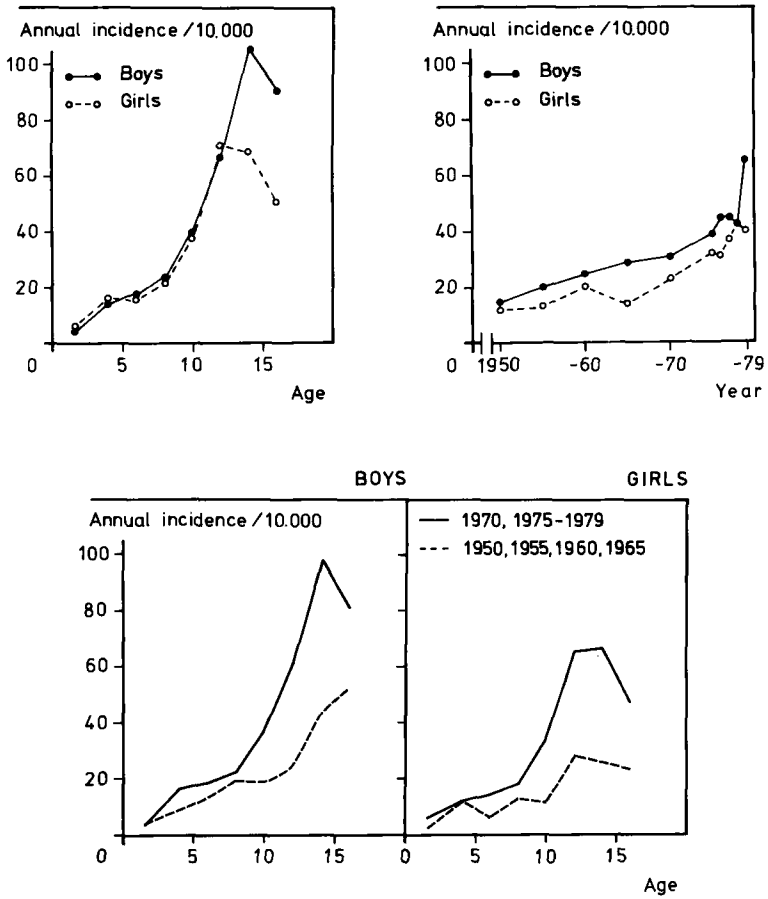 Annual incidence /10.000
100
80
60
40
20
0
Boys
Girls
5
10
15
Age
Annual incidence /10.000
100
80
60
40
20
0
Boys
Girls
1950
-60
-70
-79
Year
BOYS
GIRLS
Annual incidence /10.000
1970, 1975-1979
1950, 1955, 1960, 1965
100
80
60
40
20
0
5
10
15
0
5
10
15
Age